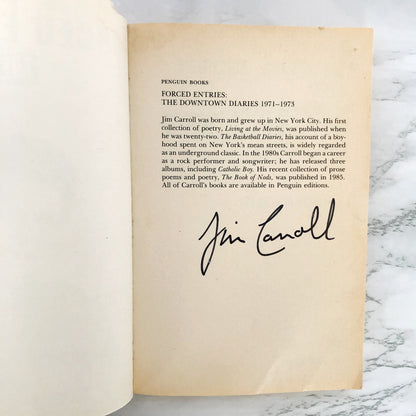 PENGUIN BOOKS
FORCED ENTRIES:
THE DOWNTOWN DIARIES 1971–1973
Jim Carroll was born and grew up in New York City. His first
collection of poetry, Living at the Movies, was published when
he was twenty-two. The Basketball Diaries, his account of a boy-
hood spent on New York's mean streets, is widely regarded
as an underground classic. In the 1980s Carroll began a career
as a rock performer and songwriter; he has released three
albums, including Catholic Boy. His recent collection of prose
poems and poetry, The Book of Nods, was published in 1985.
All of Carroll's books are available in Penguin editions.
Jim Carroll